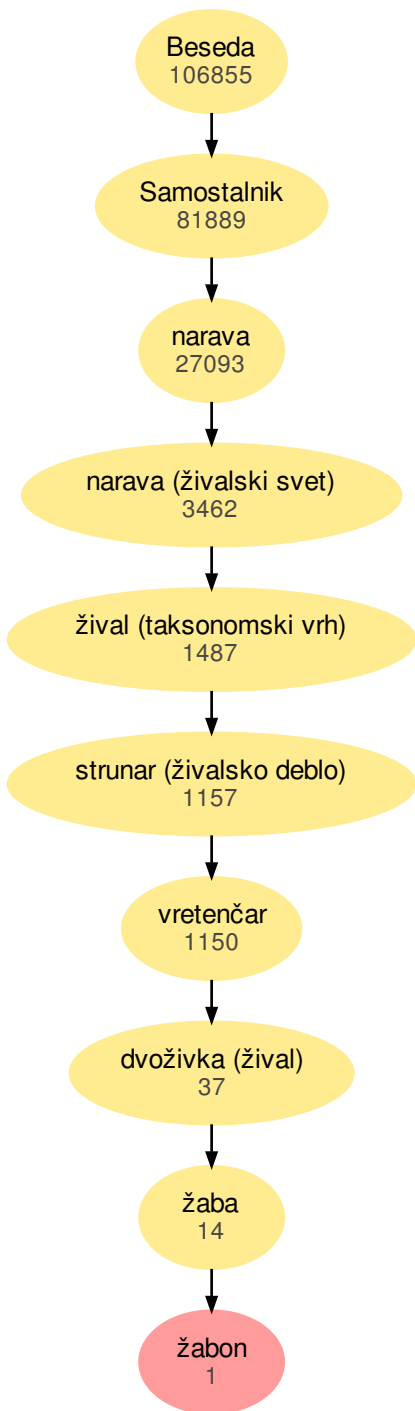 Beseda
106855
Samostalnik
81889
narava
27093
narava (živalski svet)
3462
žival (taksonomski vrh)
1487
strunar (živalsko deblo)
1157
vretenčar
1150
dvoživka (žival)
37
žaba
14
žabon
1